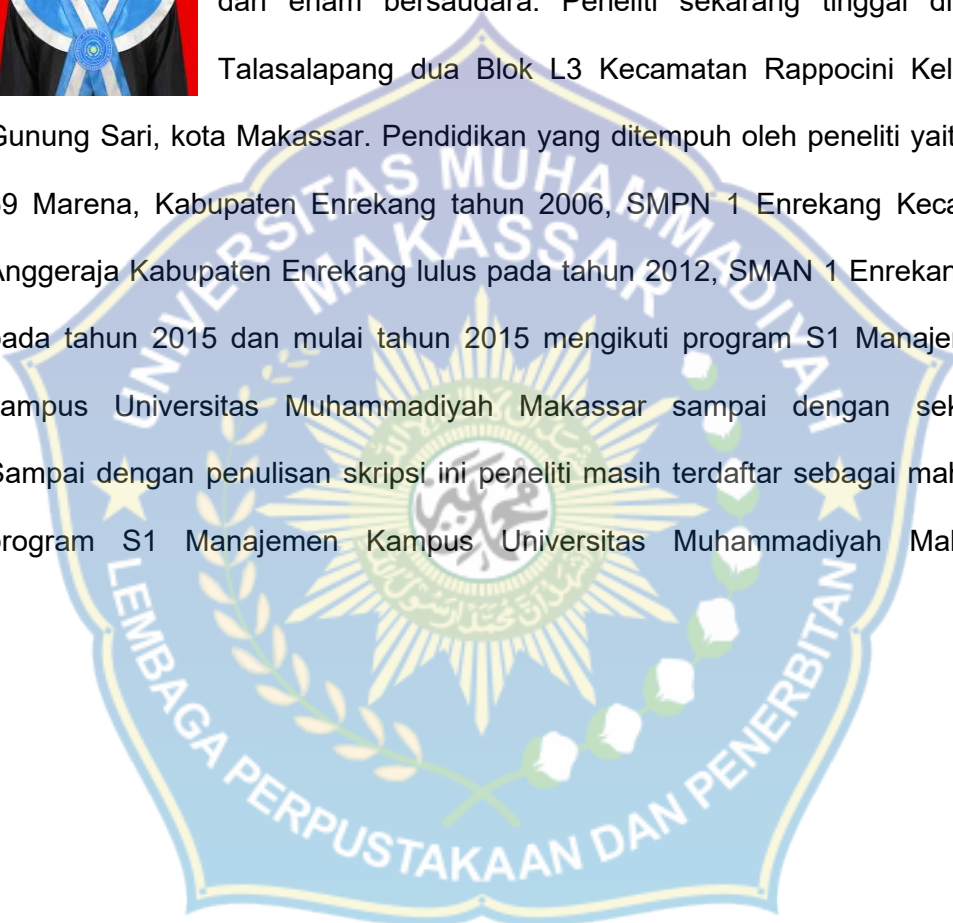 dari enam bersaudara. Peneliti sekarang tinggal di
Talasalapang dua Blok L3 Kecamatan Rappocini Kel
Gunung Sari, kota Makassar. Pendidikan yang ditempuh oleh peneliti yait
9 Marena, Kabupaten Enrekang tahun 2006, SMPN 1 Enrekang Keca
Anggeraja Kabupaten Enrekang lulus pada tahun 2012, SMAN 1 Enrekan
pada tahun 2015 dan mulai tahun 2015 mengikuti program S1 Manaje
kampus Universitas Muhammadiyah Makassar sampai dengan sek
Sampai dengan penulisan skripsi ini peneliti masih terdaftar sebagai mah
program S1 Manajemen Kampus Universitas Muhammadiyah Ma
UNIVERSITAS MUHAMMADIYAH
MAKASSAR
LEMBAGA PERPUSTAKAAN DAN PENERBITAN